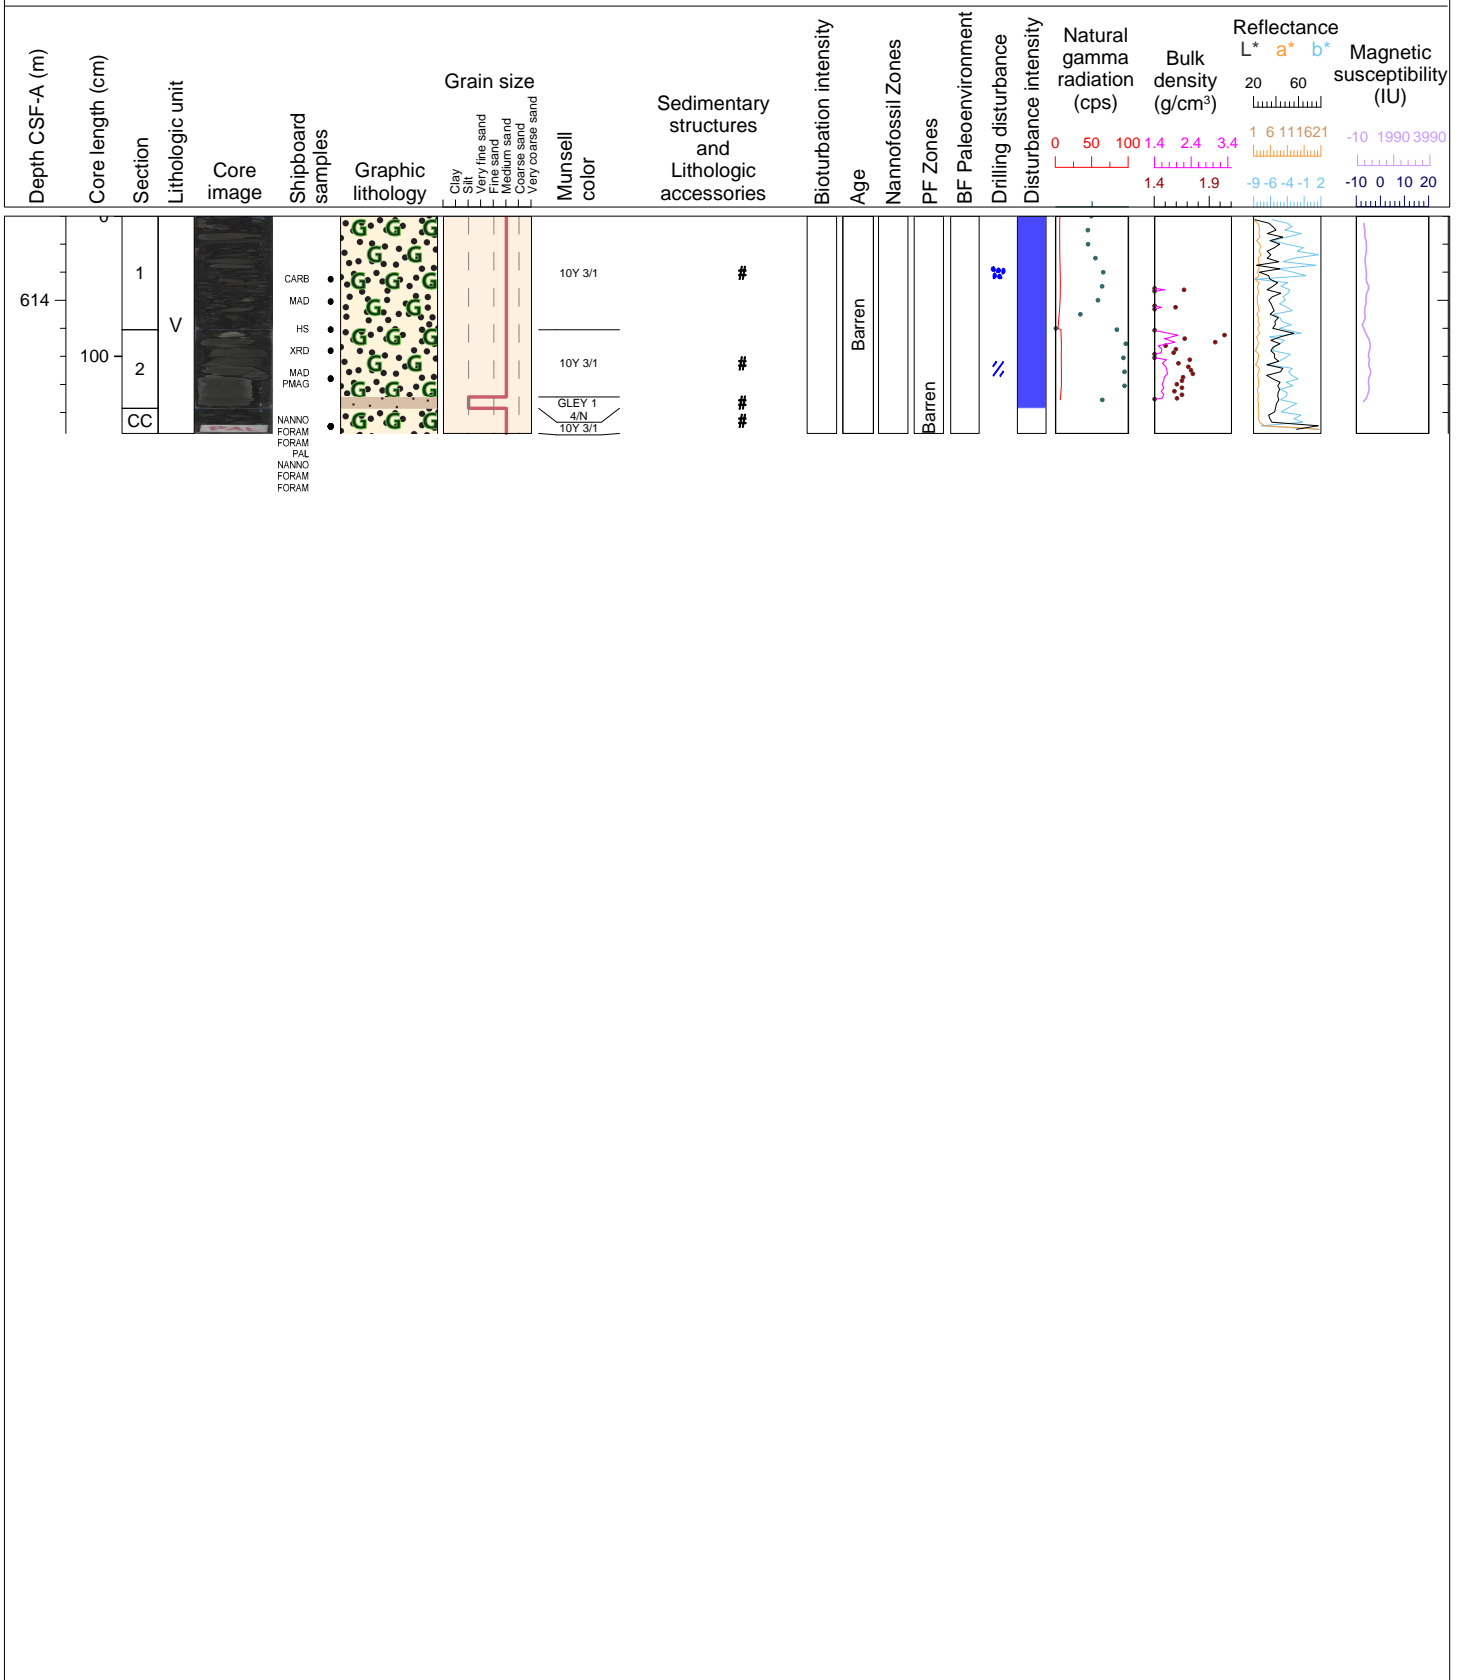 Depth CSF-A (m)
Core length (cm)
Section
Lithologic unit
Core
image
Shipboard
samples
Graphic
lithology
Grain size
Clay
Silt
Very fine sand
Fine sand
Medium sand
Coarse sand
Very coarse sand
Munsell
color
Sedimentary
structures
and
Lithologic
accessories
Bioturbation intensity
Age
Nannofossil Zones
PF Zones
BF Paleoenvironment
Drilling disturbance
Disturbance intensity
Natural
gamma
radiation
(cps)
0 50 100
Bulk
density
(g/cm³)
1.4 2.4 3.4
1.4 1.9
Reflectance
L* a* b*
20 60
1 6 111621
-9 -6 -4 -1 2
Magnetic
susceptibility
(IU)
-10 1990 3990
-10 0 10 20
0
614
100
1
2
CC
V
PAL
CARB
MAD
HS
XRD
MAD
PMAG
NANNO
FORAM
FORAM
PAL
NANNO
FORAM
FORAM
G G G
G G
G G G
G G
G G G
G G
G G G
G G G
10Y 3/1
10Y 3/1
GLEY 1
4/N
10Y 3/1
#
#
#
#
Barren
Barren